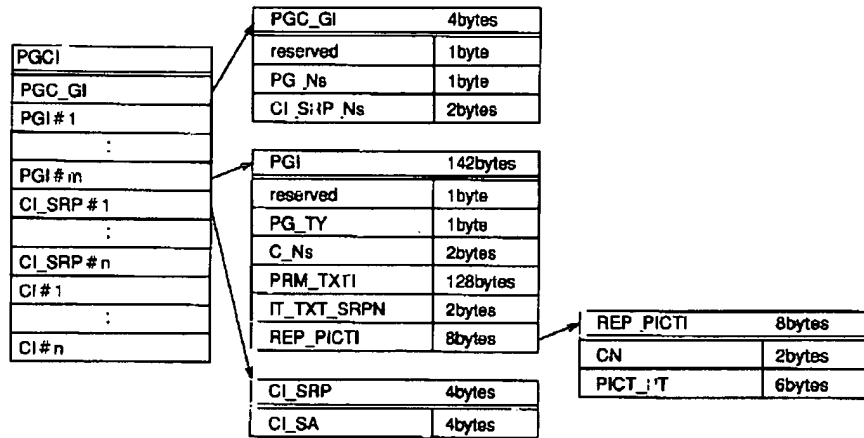 PGCI
PGC_GI
PGI#1
:
PGI#m
CI_SRP#1
:
CI_SRP#n
CI#1
:
CI#n
PGC_GI 4bytes
reserved 1byte
PG_Ns 1byte
CI_SRP_Ns 2bytes
PGI 142bytes
reserved 1byte
PG_TY 1byte
C_Ns 2bytes
PRM_TXTI 128bytes
IT_TXT_SRPN 2bytes
REP_PICTI 8bytes
CI_SRP 4bytes
CI_SA 4bytes
REP_PICTI 8bytes
CN 2bytes
PICT_PT 6bytes